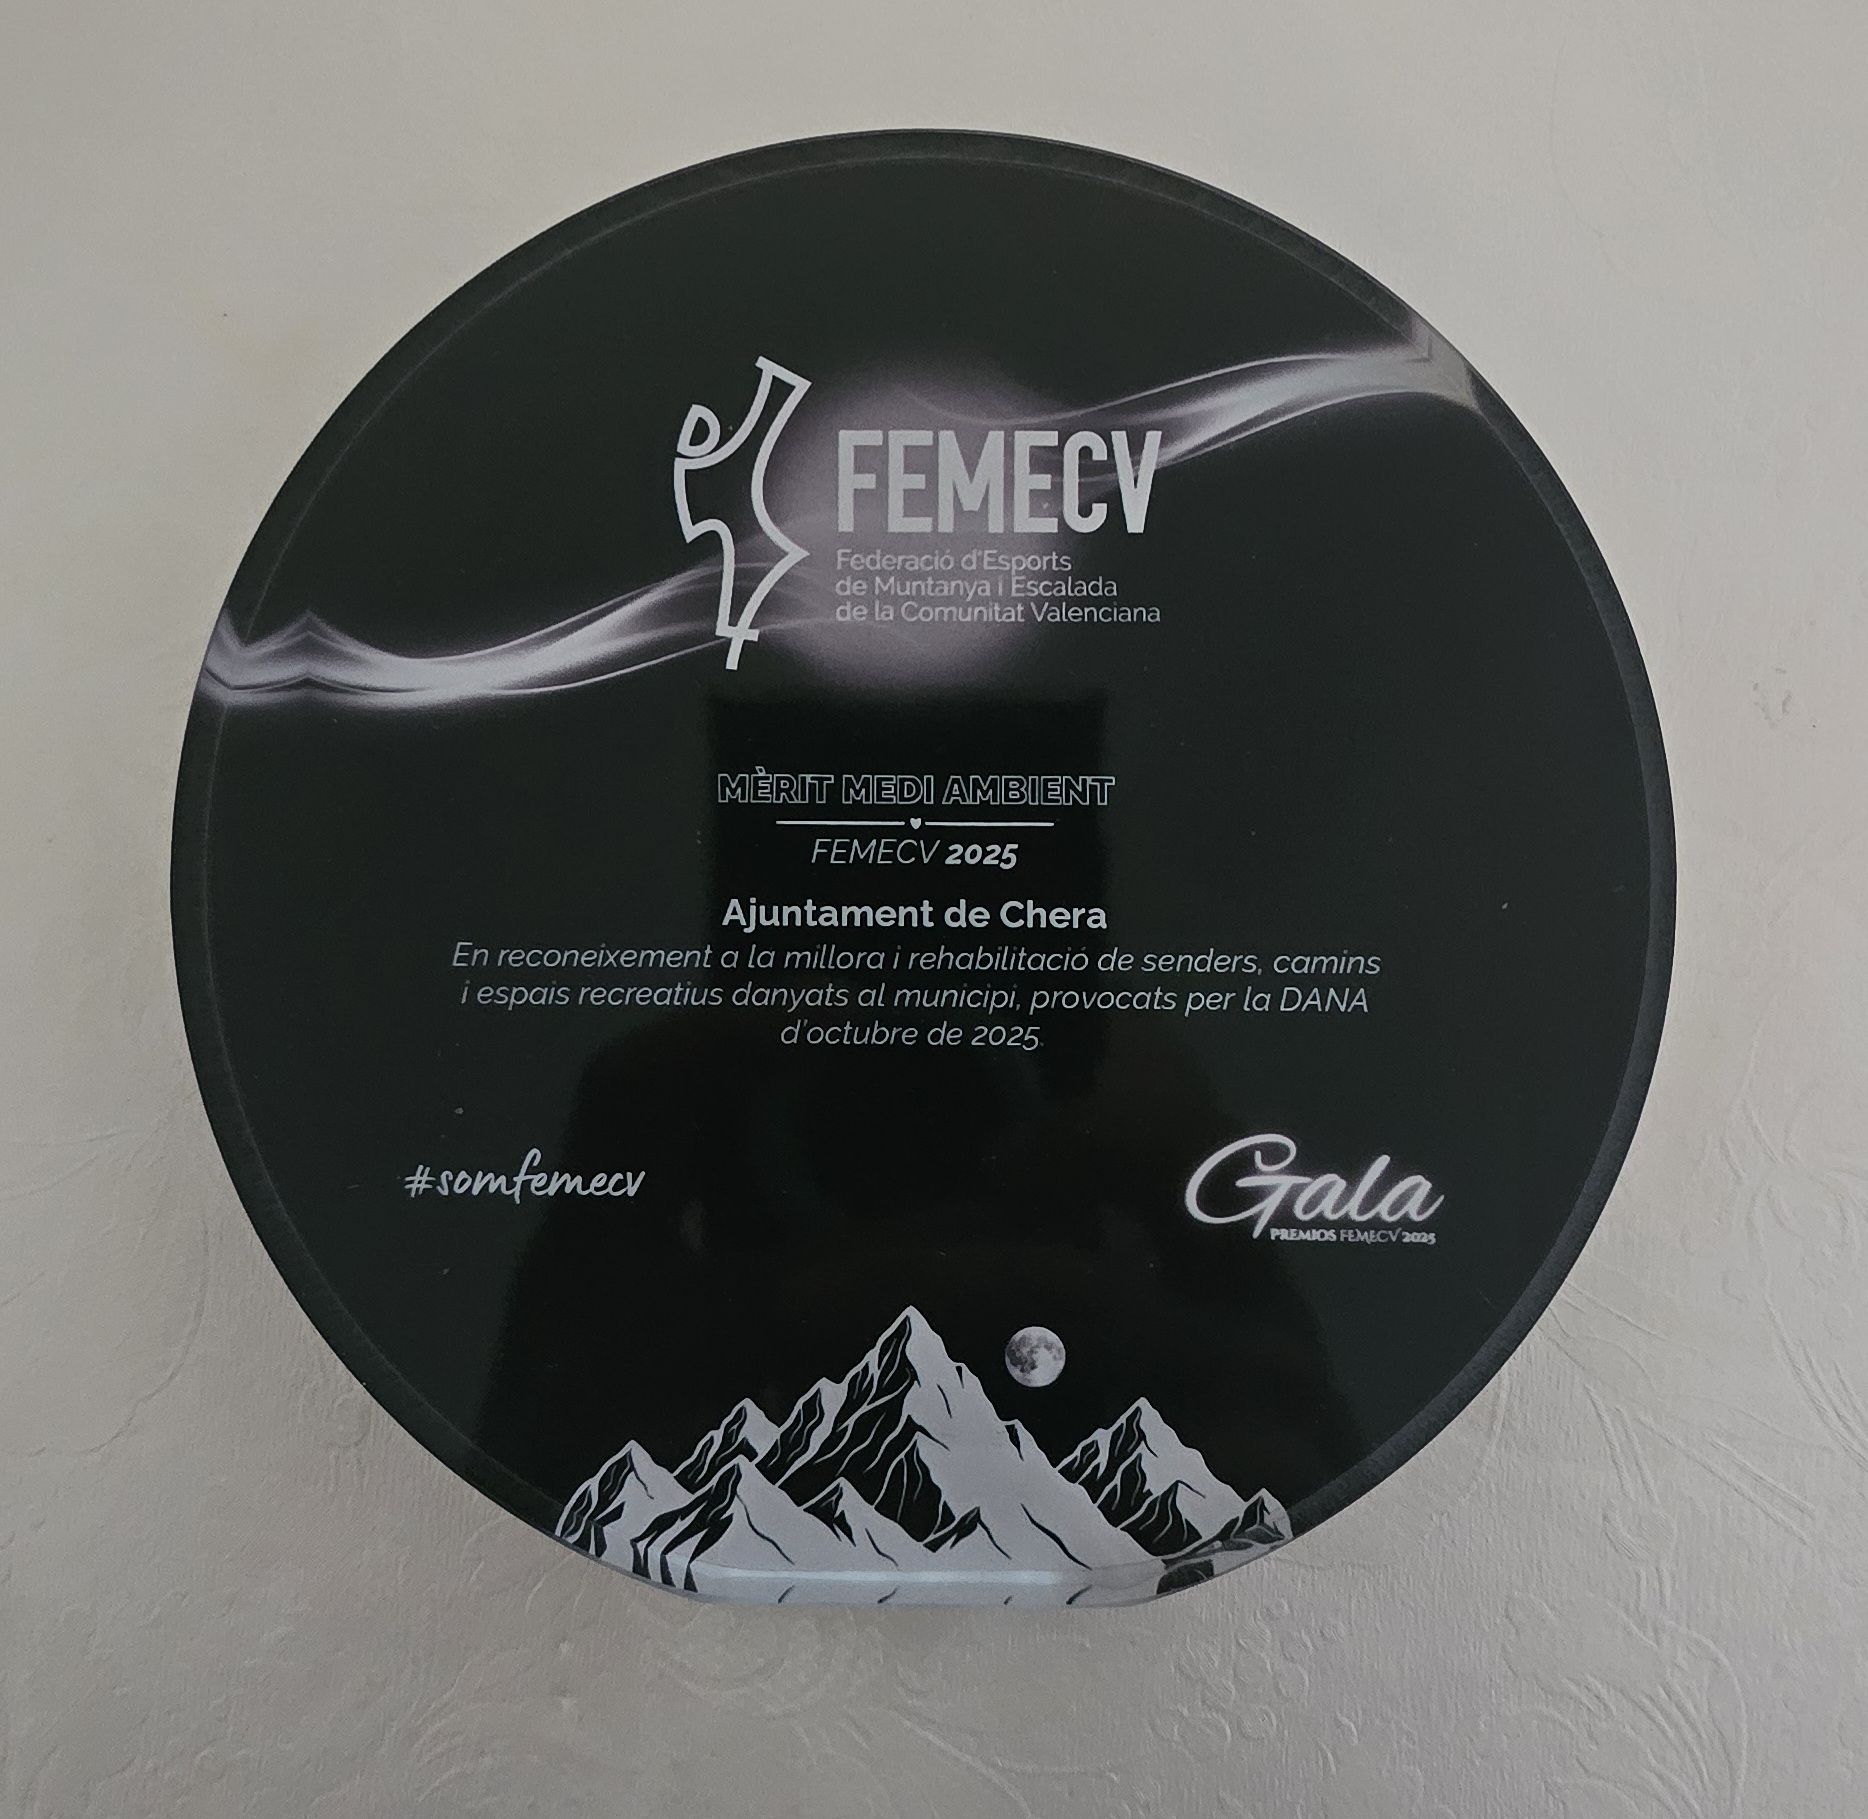 FEMECV
Federació d'Esports
de Muntanya i Escalada
de la Comunitat Valenciana
MÈRIT MEDI AMBIENT
FEMECV 2025
Ajuntament de Chera
En reconeixement a la millora i rehabilitació de senders, camins
i espais recreatius danyats al municipi, provocats per la DANA
d'octubre de 2025.
#somfemecv
Gala
PREMIOS FEMECV 2025